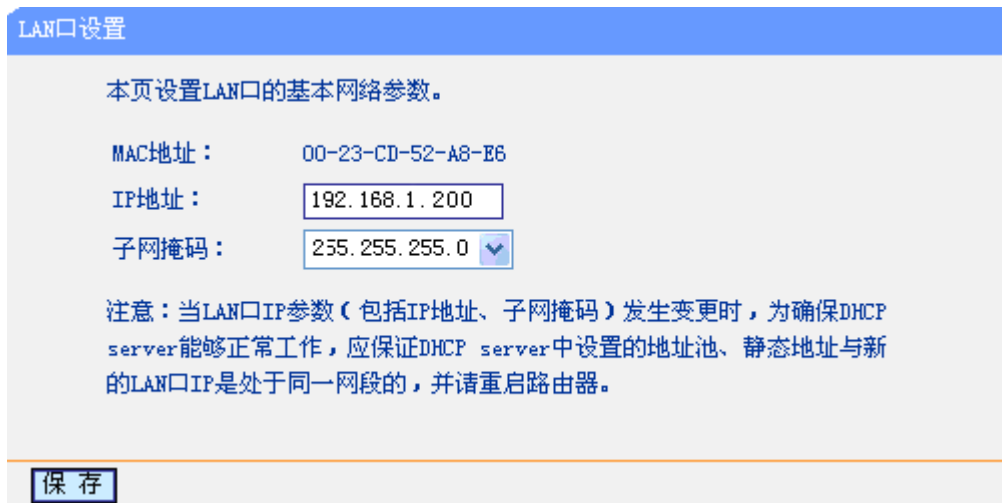 LAN口设置
本页设置LAN口的基本网络参数。
MAC地址： 00-23-CD-52-A8-E6
IP地址： 192.168.1.200
子网掩码： 255.255.255.0
注意：当LAN口IP参数（包括IP地址、子网掩码）发生变更时，为确保DHCP
server能够正常工作，应保证DHCP server中设置的地址池、静态地址与新
的LAN口IP是处于同一网段的，并请重启路由器。
保 存